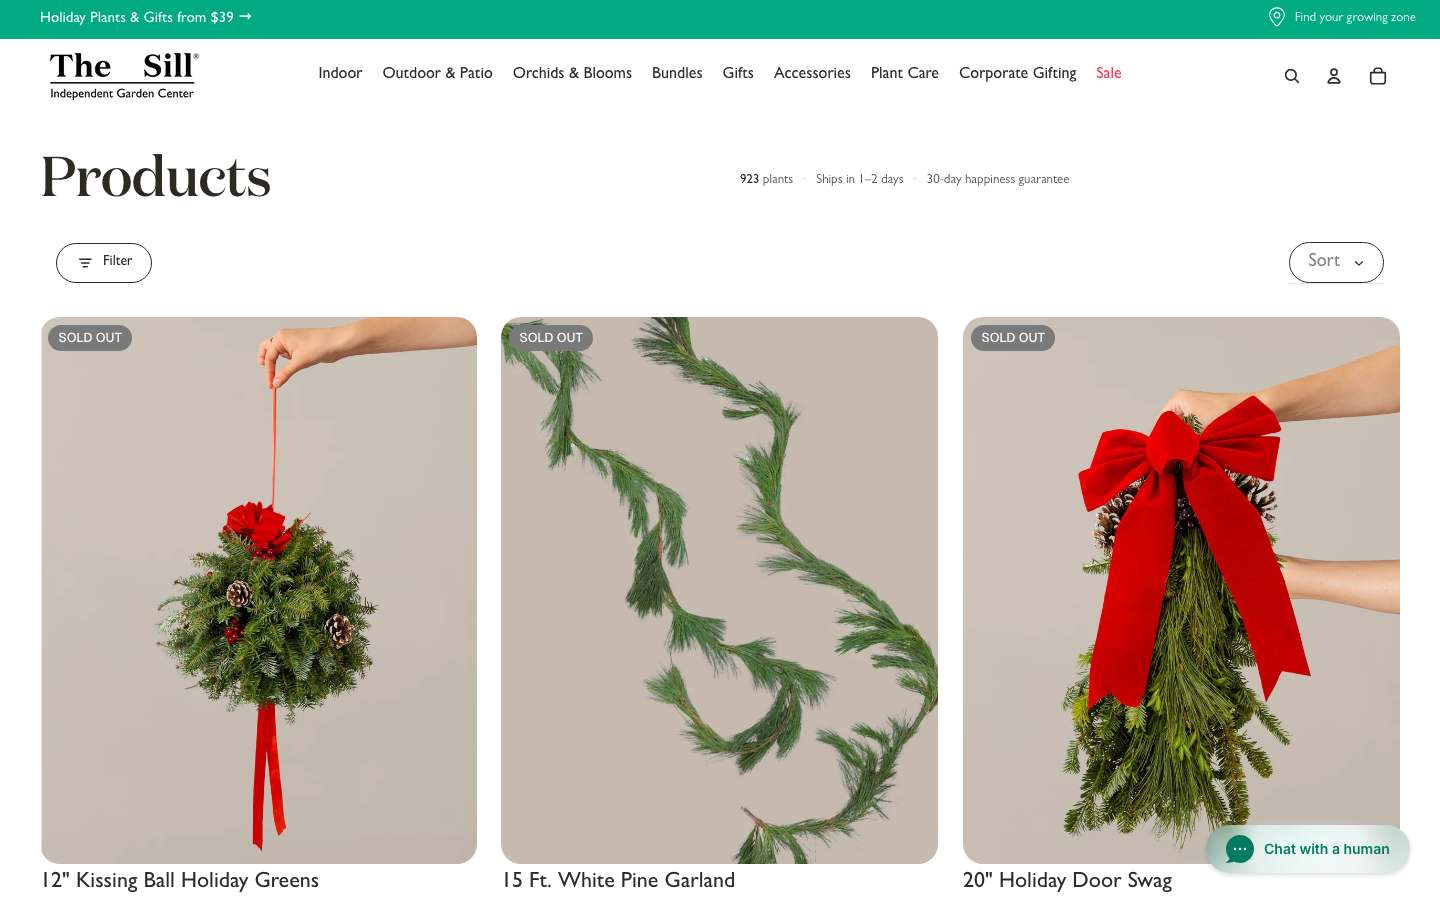 Holiday Plants & Gifts from $39 →
Find your growing zone
The Sill®
Independent Garden Center
Indoor
Outdoor & Patio
Orchids & Blooms
Bundles
Gifts
Accessories
Plant Care
Corporate Gifting
Sale
Products
923 plants · Ships in 1–2 days · 30-day happiness guarantee
Filter
Sort
SOLD OUT
SOLD OUT
SOLD OUT
Chat with a human
12" Kissing Ball Holiday Greens
15 Ft. White Pine Garland
20" Holiday Door Swag